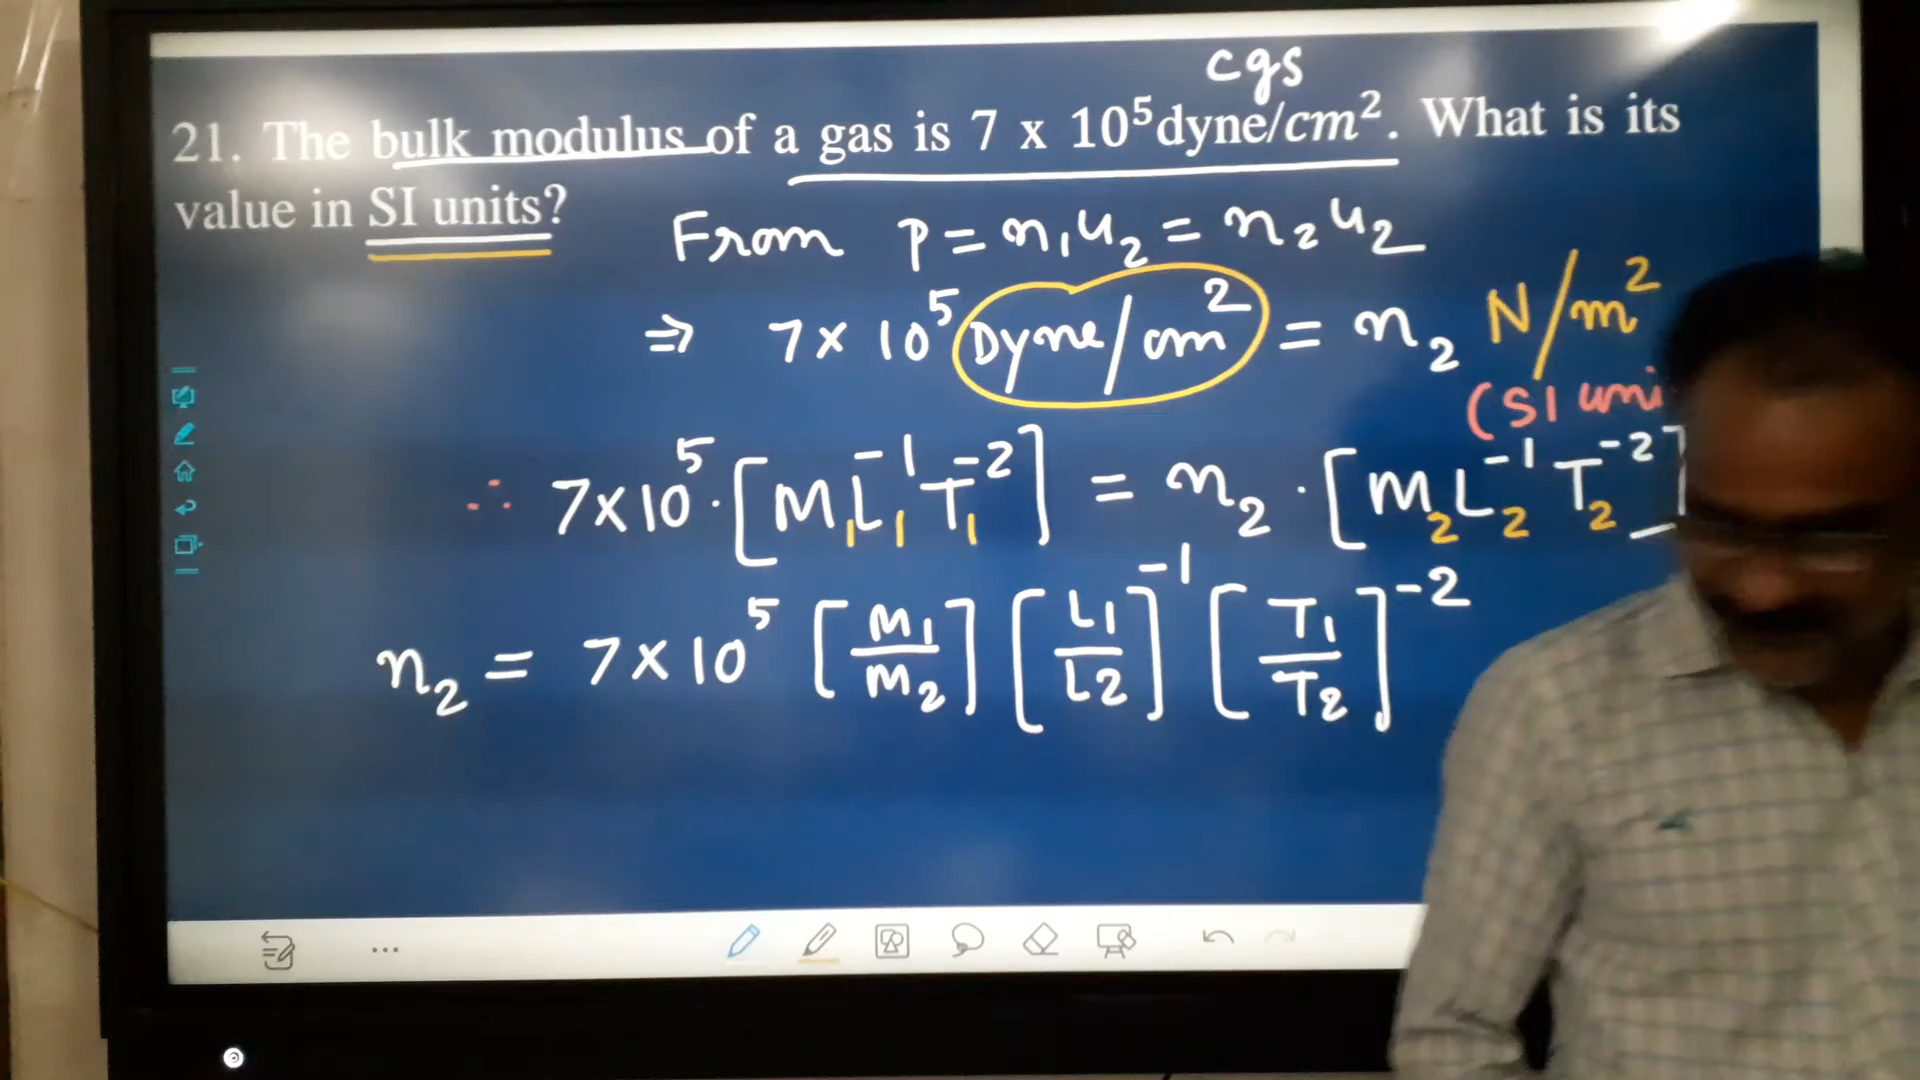 cgs
21. The bulk modulus of a gas is 7 x 10⁵dyne/cm². What is its
value in SI units?
From p = n₁u₂ = n₂u₂
⇒ 7×10⁵ Dyne/cm² = n₂ N/m²
(SI uni
∴ 7×10⁵·[M₁L₁⁻¹T₁⁻²] = n₂·[M₂L₂⁻¹T₂⁻²]
n₂ = 7×10⁵ [M₁/M₂] [L₁/L₂]⁻¹ [T₁/T₂]⁻²